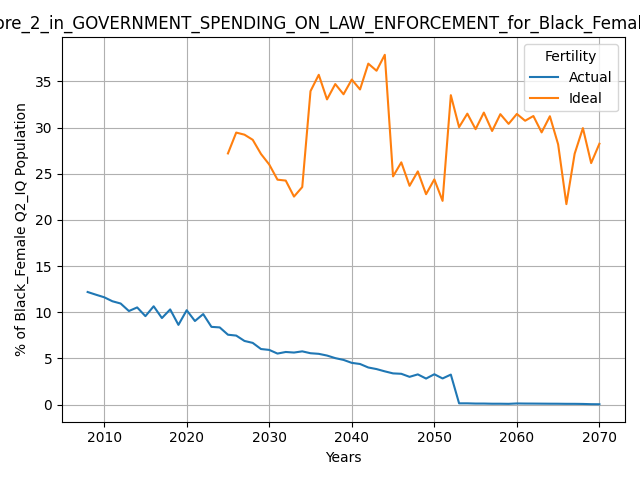 ore_2_in_GOVERNMENT_SPENDING_ON_LAW_ENFORCEMENT_for_Black_Femal
Fertility
Actual
Ideal
% of Black_Female Q2_IQ Population
35
30
25
20
15
10
5
0
2010 2020 2030 2040 2050 2060 2070
Years